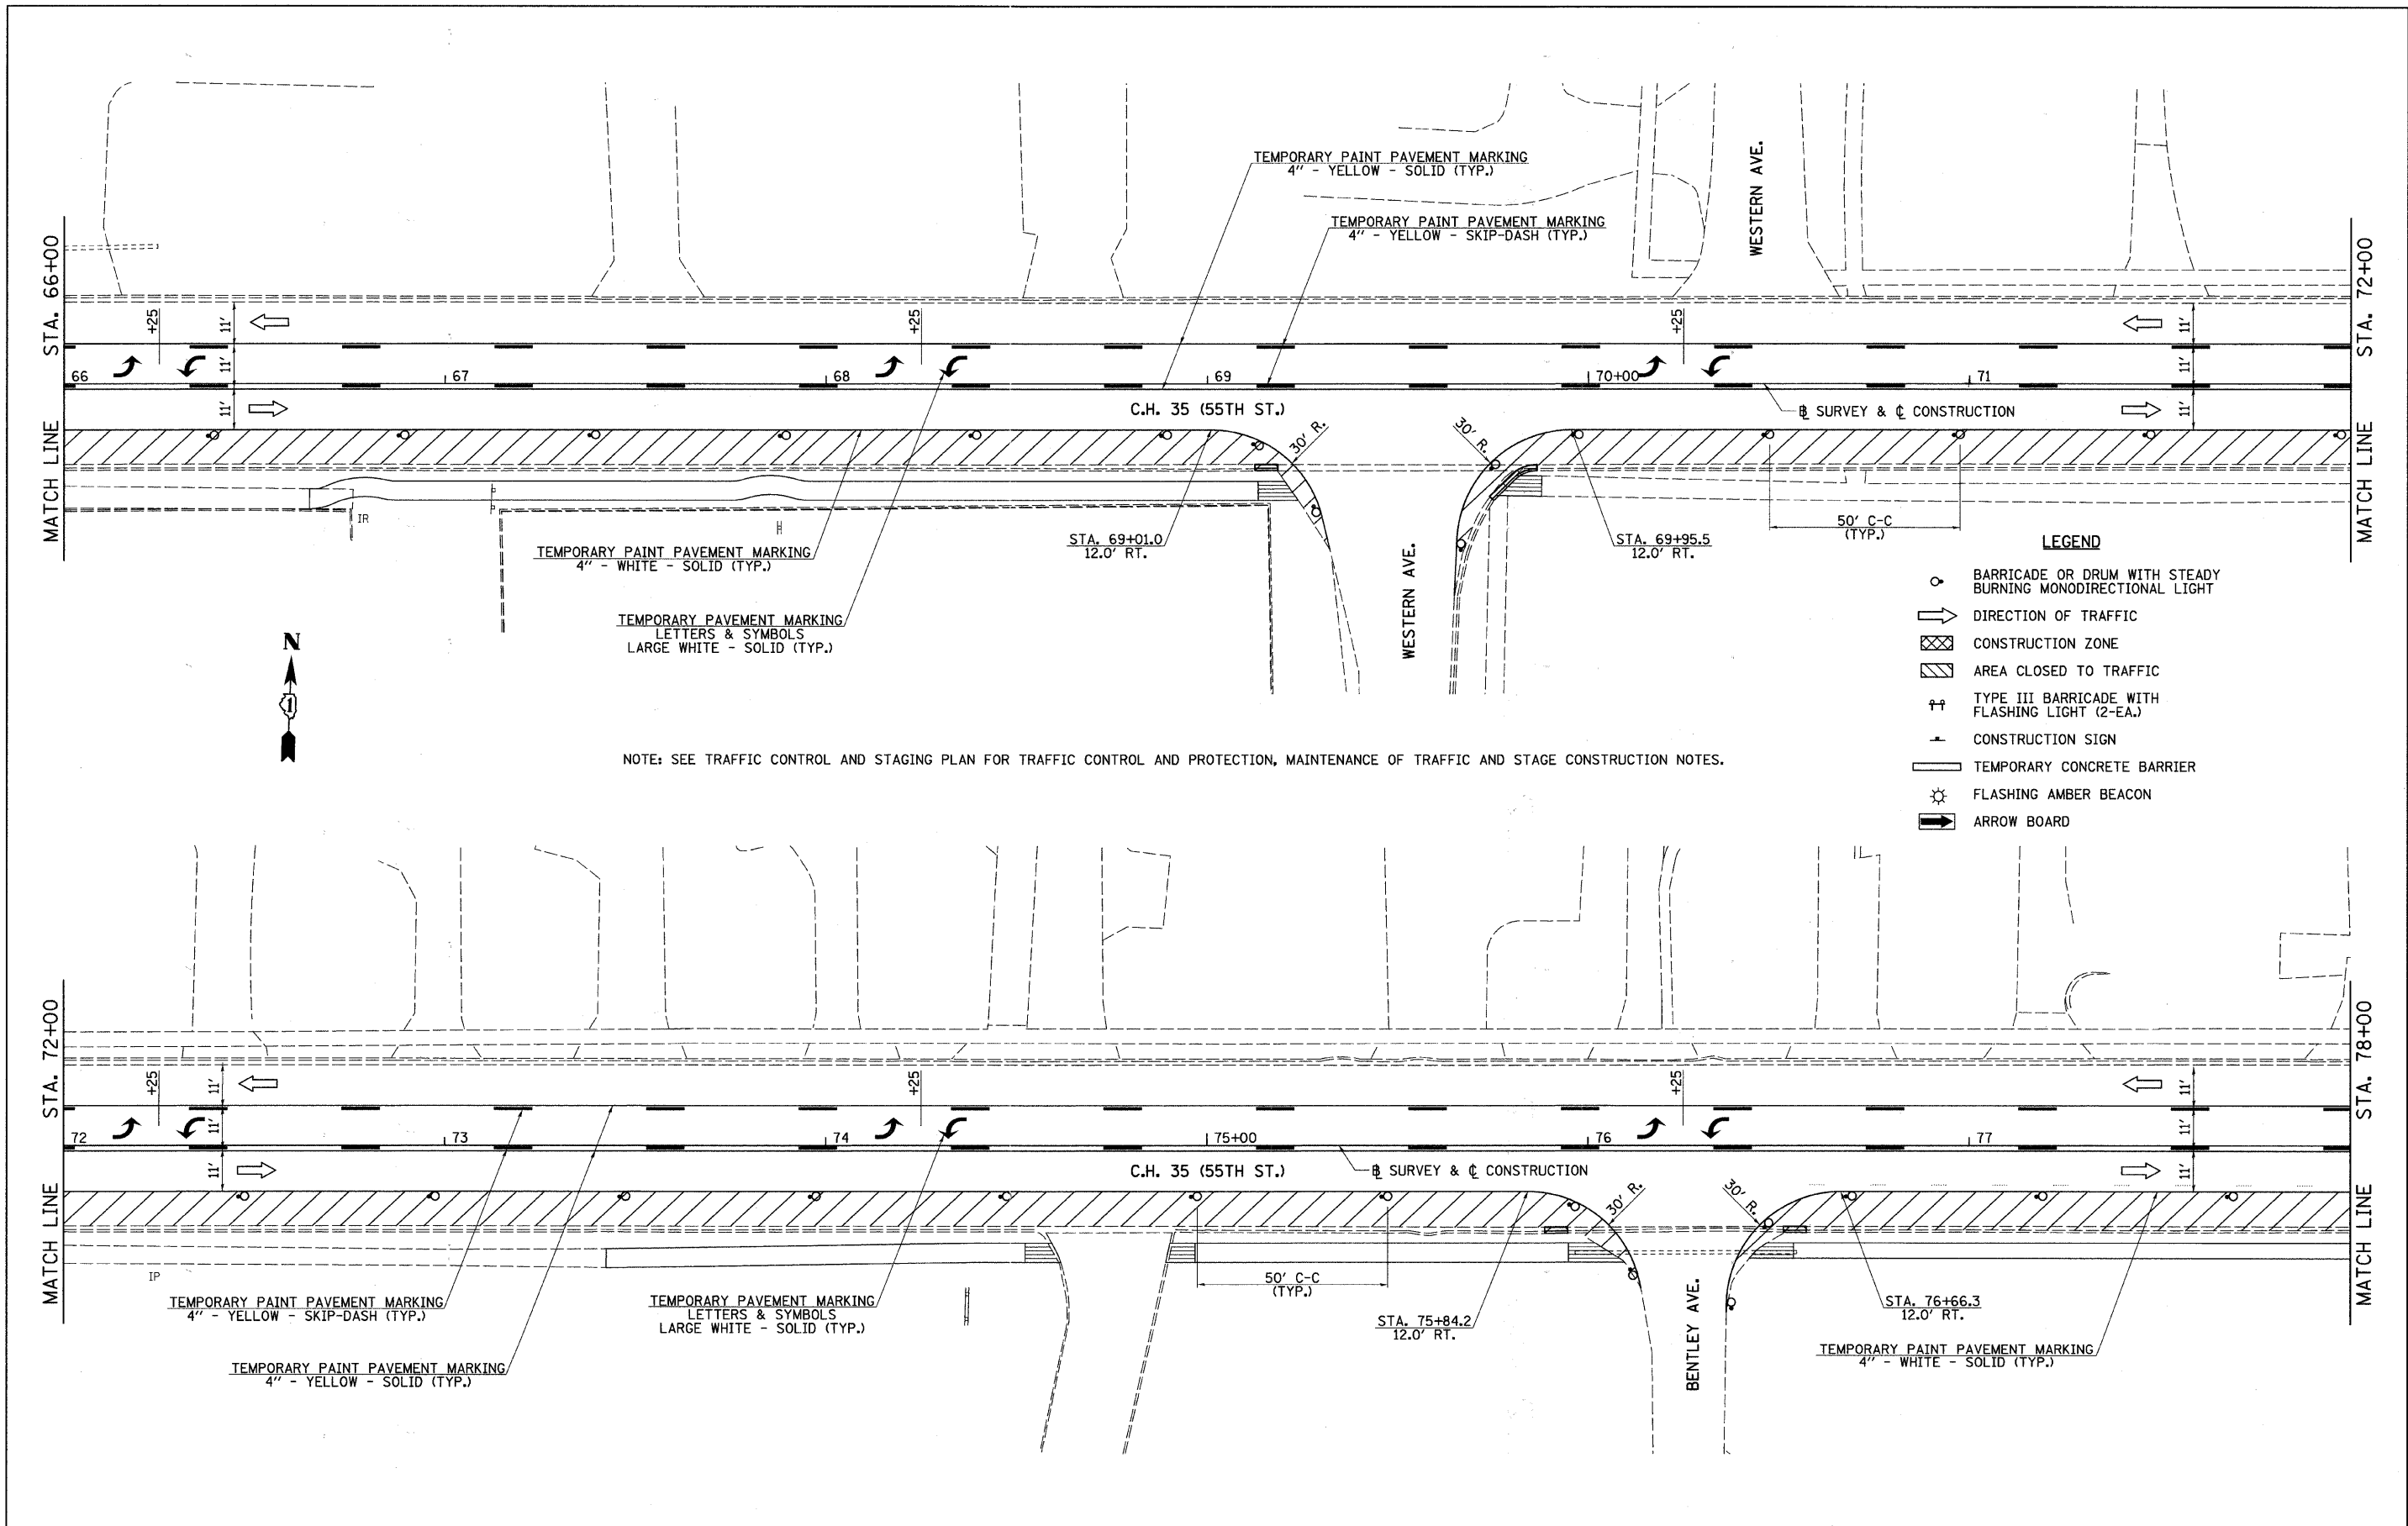 TEMPORARY PAINT PAVEMENT MARKING
4" - YELLOW - SOLID (TYP.)
TEMPORARY PAINT PAVEMENT MARKING
4" - YELLOW - SKIP-DASH (TYP.)
WESTERN AVE.
STA. 66+00
MATCH LINE
STA. 72+00
MATCH LINE
+25
+25
+25
11'
11'
11'
11'
11'
11'
66
67
68
69
70+00
71
C.H. 35 (55TH ST.)
℄ SURVEY & ℄ CONSTRUCTION
30' R.
30' R.
IR
H
TEMPORARY PAINT PAVEMENT MARKING
4" - WHITE - SOLID (TYP.)
STA. 69+01.0
12.0' RT.
STA. 69+95.5
12.0' RT.
50' C-C
(TYP.)
WESTERN AVE.
TEMPORARY PAVEMENT MARKING
LETTERS & SYMBOLS
LARGE WHITE - SOLID (TYP.)
N
1
LEGEND
BARRICADE OR DRUM WITH STEADY
BURNING MONODIRECTIONAL LIGHT
DIRECTION OF TRAFFIC
CONSTRUCTION ZONE
AREA CLOSED TO TRAFFIC
TYPE III BARRICADE WITH
FLASHING LIGHT (2-EA.)
CONSTRUCTION SIGN
TEMPORARY CONCRETE BARRIER
FLASHING AMBER BEACON
ARROW BOARD
NOTE: SEE TRAFFIC CONTROL AND STAGING PLAN FOR TRAFFIC CONTROL AND PROTECTION, MAINTENANCE OF TRAFFIC AND STAGE CONSTRUCTION NOTES.
STA. 72+00
MATCH LINE
STA. 78+00
MATCH LINE
+25
+25
+25
11'
11'
11'
11'
11'
11'
72
73
74
75+00
76
77
C.H. 35 (55TH ST.)
℄ SURVEY & ℄ CONSTRUCTION
30' R.
30' R.
IP
TEMPORARY PAINT PAVEMENT MARKING
4" - YELLOW - SKIP-DASH (TYP.)
TEMPORARY PAVEMENT MARKING
LETTERS & SYMBOLS
LARGE WHITE - SOLID (TYP.)
50' C-C
(TYP.)
STA. 75+84.2
12.0' RT.
BENTLEY AVE.
STA. 76+66.3
12.0' RT.
TEMPORARY PAINT PAVEMENT MARKING
4" - WHITE - SOLID (TYP.)
TEMPORARY PAINT PAVEMENT MARKING
4" - YELLOW - SOLID (TYP.)